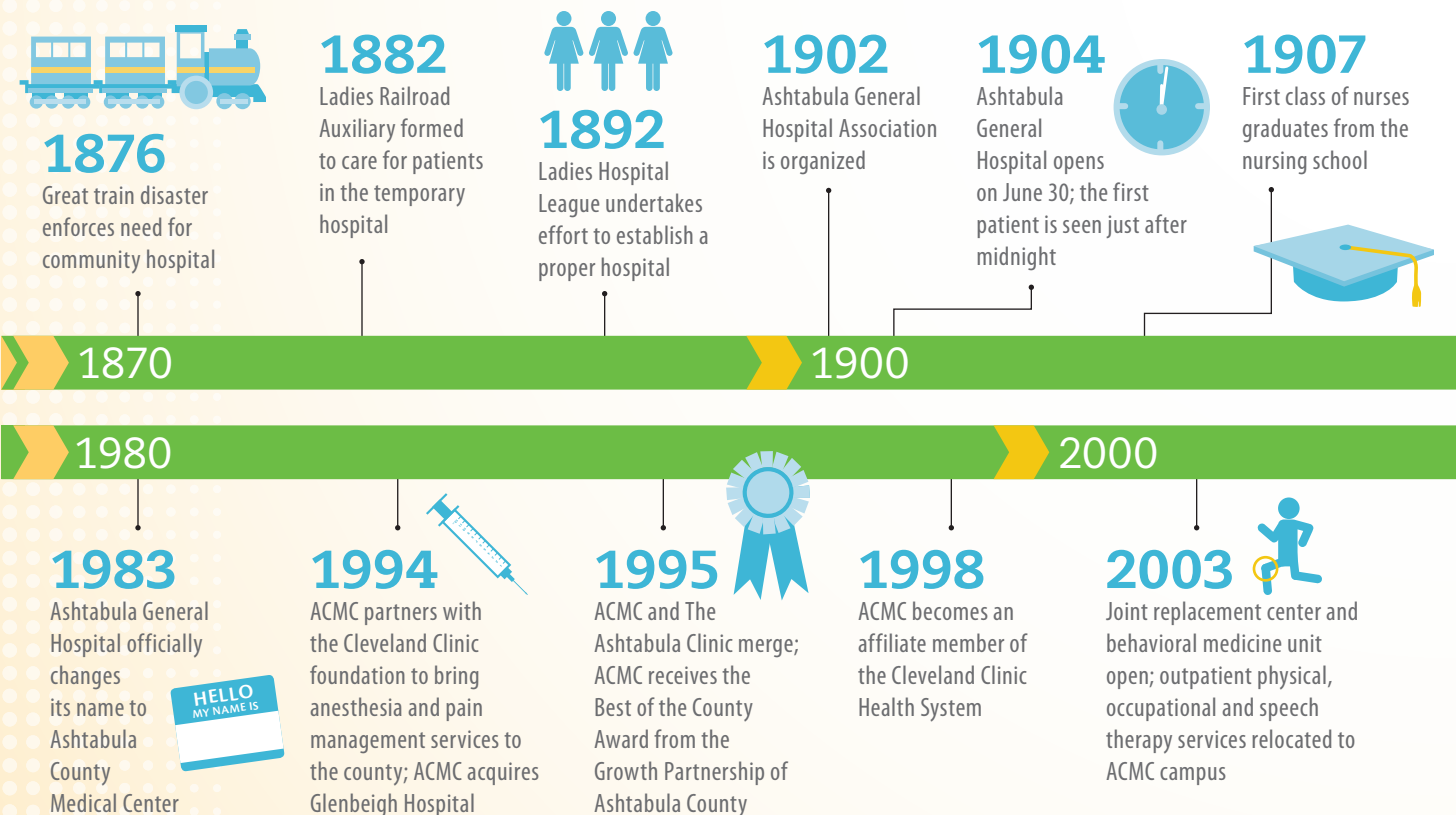 1876
Great train disaster
enforces need for
community hospital
1882
Ladies Railroad
Auxiliary formed
to care for patients
in the temporary
hospital
1892
Ladies Hospital
League undertakes
effort to establish a
proper hospital
1902
Ashtabula General
Hospital Association
is organized
1904
Ashtabula
General
Hospital opens
on June 30; the first
patient is seen just after
midnight
1907
First class of nurses
graduates from the
nursing school
1870
1900
1980
2000
1983
Ashtabula General
Hospital officially
changes
its name to
Ashtabula
County
Medical Center
HELLO
MY NAME IS
1994
ACMC partners with
the Cleveland Clinic
foundation to bring
anesthesia and pain
management services to
the county; ACMC acquires
Glenbeigh Hospital
1995
ACMC and The
Ashtabula Clinic merge;
ACMC receives the
Best of the County
Award from the
Growth Partnership of
Ashtabula County
1998
ACMC becomes an
affiliate member of
the Cleveland Clinic
Health System
2003
Joint replacement center and
behavioral medicine unit
open; outpatient physical,
occupational and speech
therapy services relocated to
ACMC campus